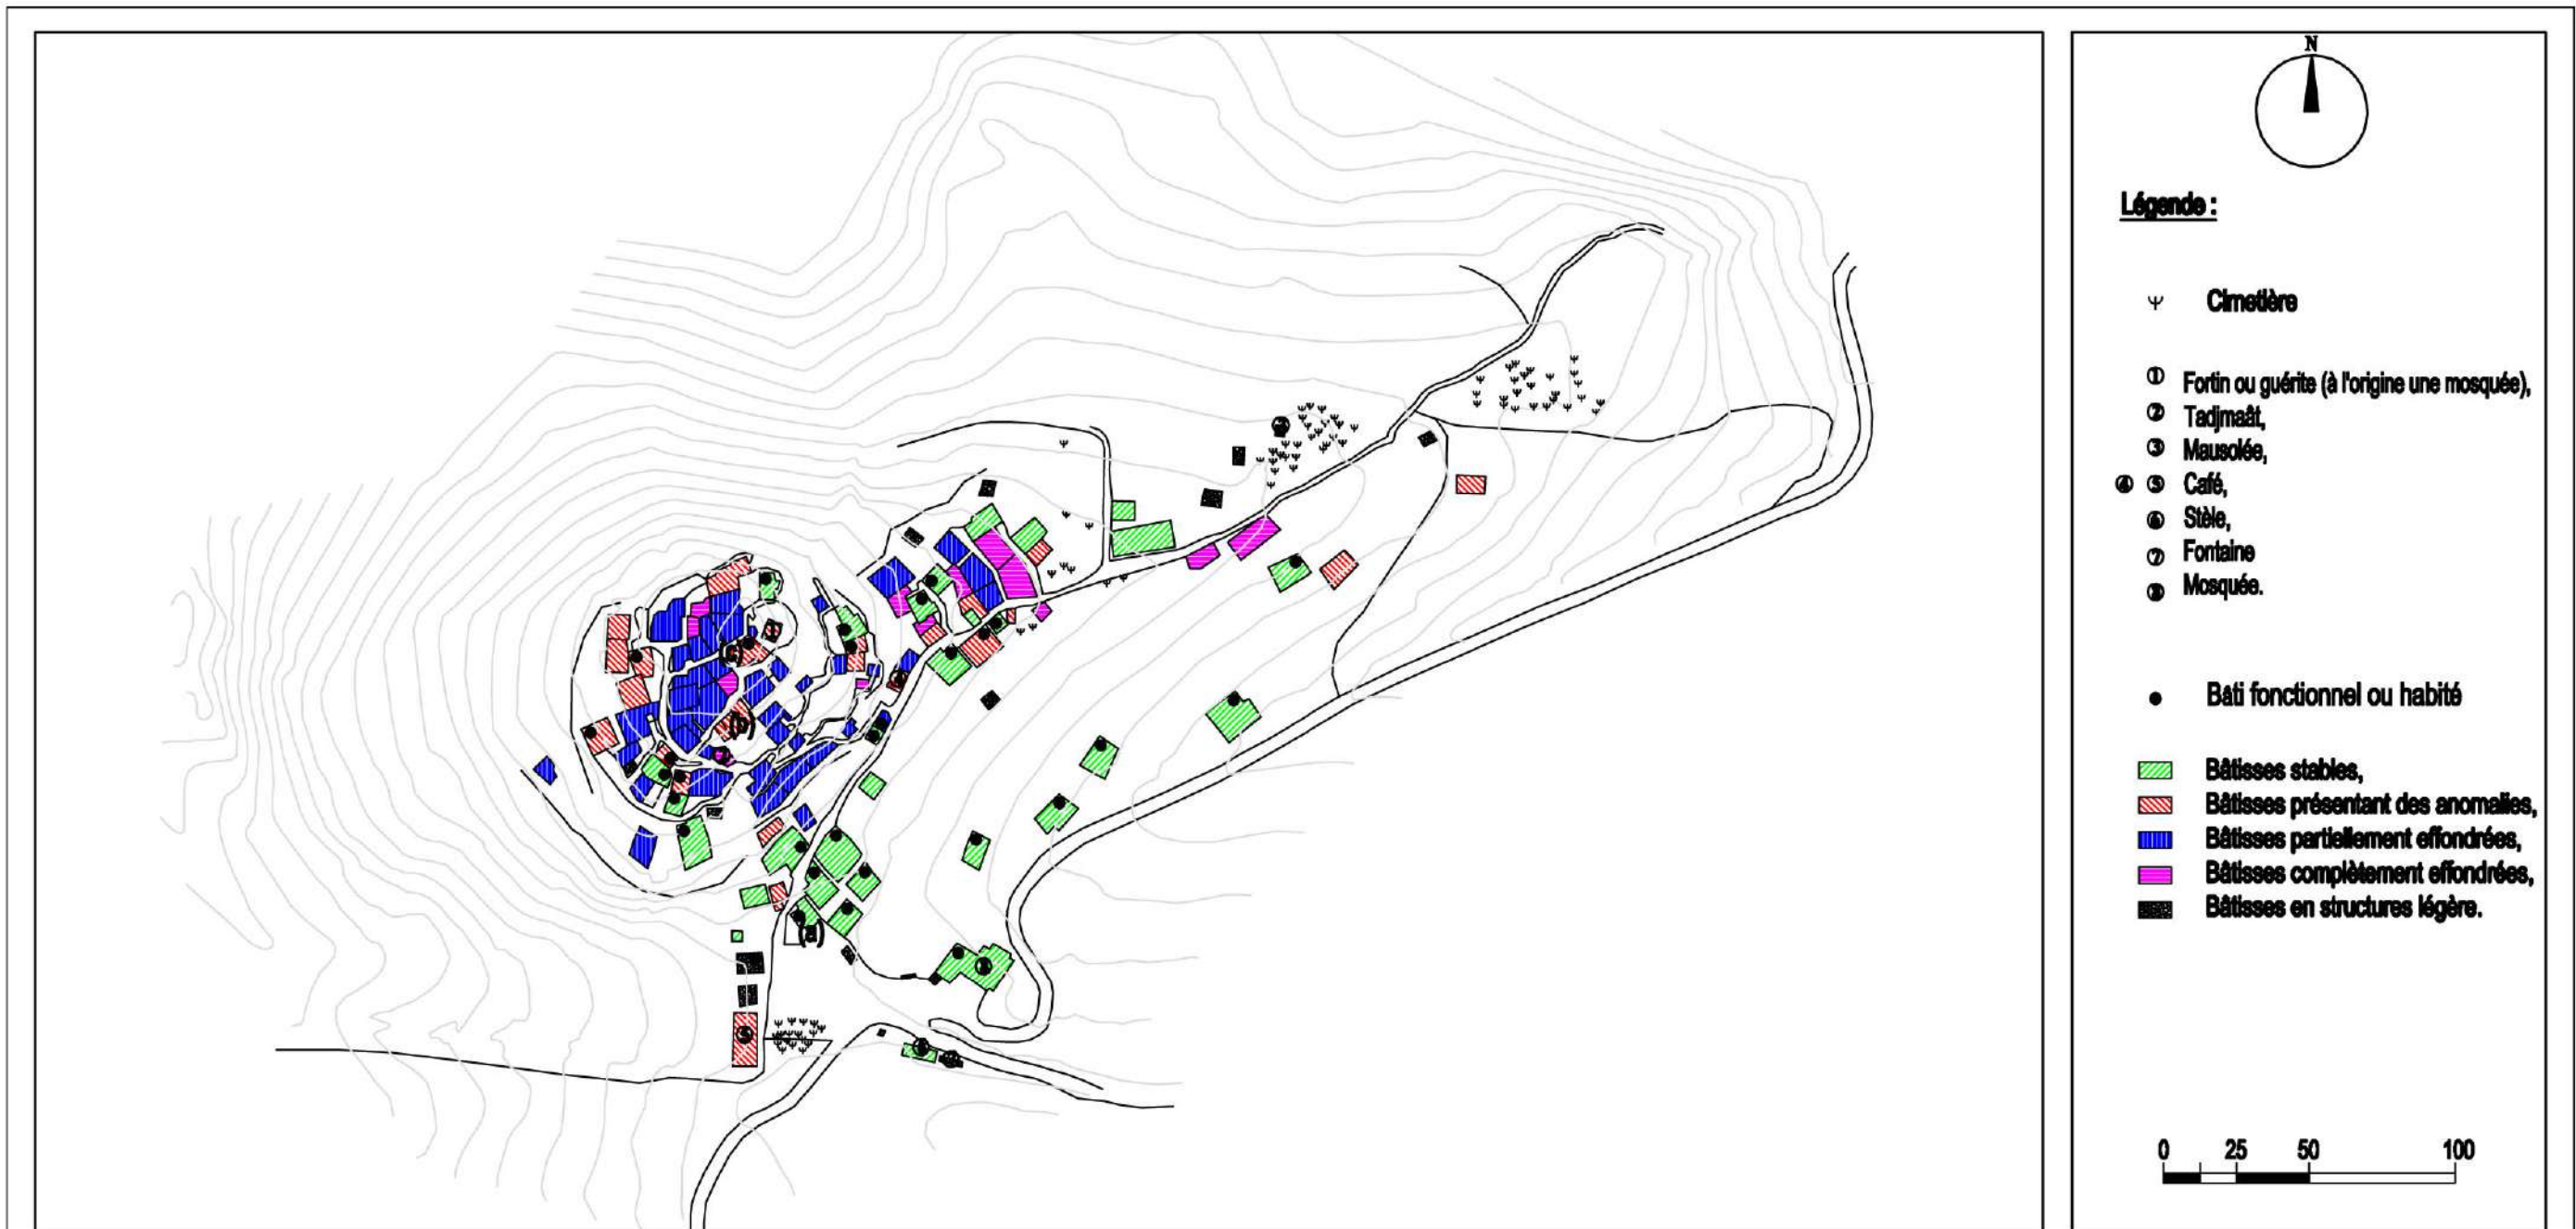 N
Légende :
Cimetière
① Fortin ou guérite (à l'origine une mosquée),
② Tadjmaât,
③ Mausolée,
④ ⑤ Café,
⑥ Stèle,
⑦ Fontaine
⑧ Mosquée.
Bâti fonctionnel ou habité
Bâtisses stables,
Bâtisses présentant des anomalies,
Bâtisses partiellement effondrées,
Bâtisses complètement effondrées,
Bâtisses en structures légère.
0 25 50 100